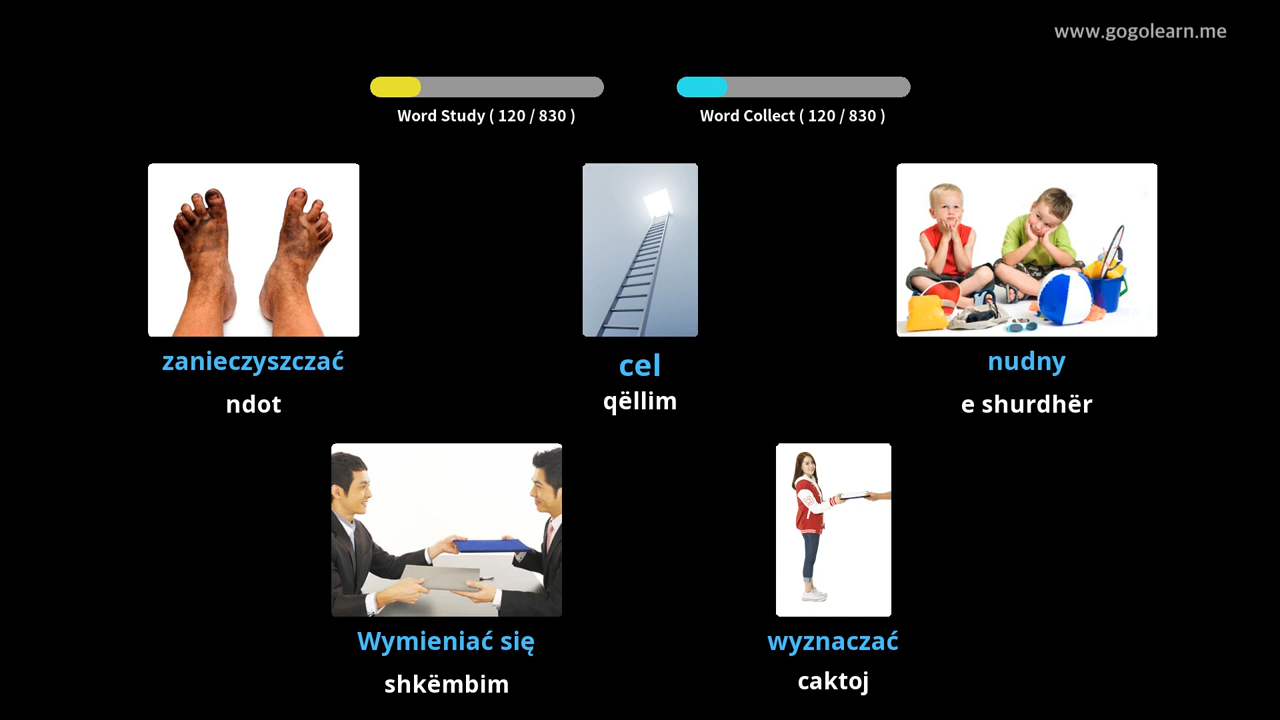 www.gogolearn.me
Word Study ( 120 / 830 )
Word Collect ( 120 / 830 )
zanieczyszczać
ndot
cel
qëllim
nudny
e shurdhër
Wymieniać się
shkëmbim
wyznaczać
caktoj